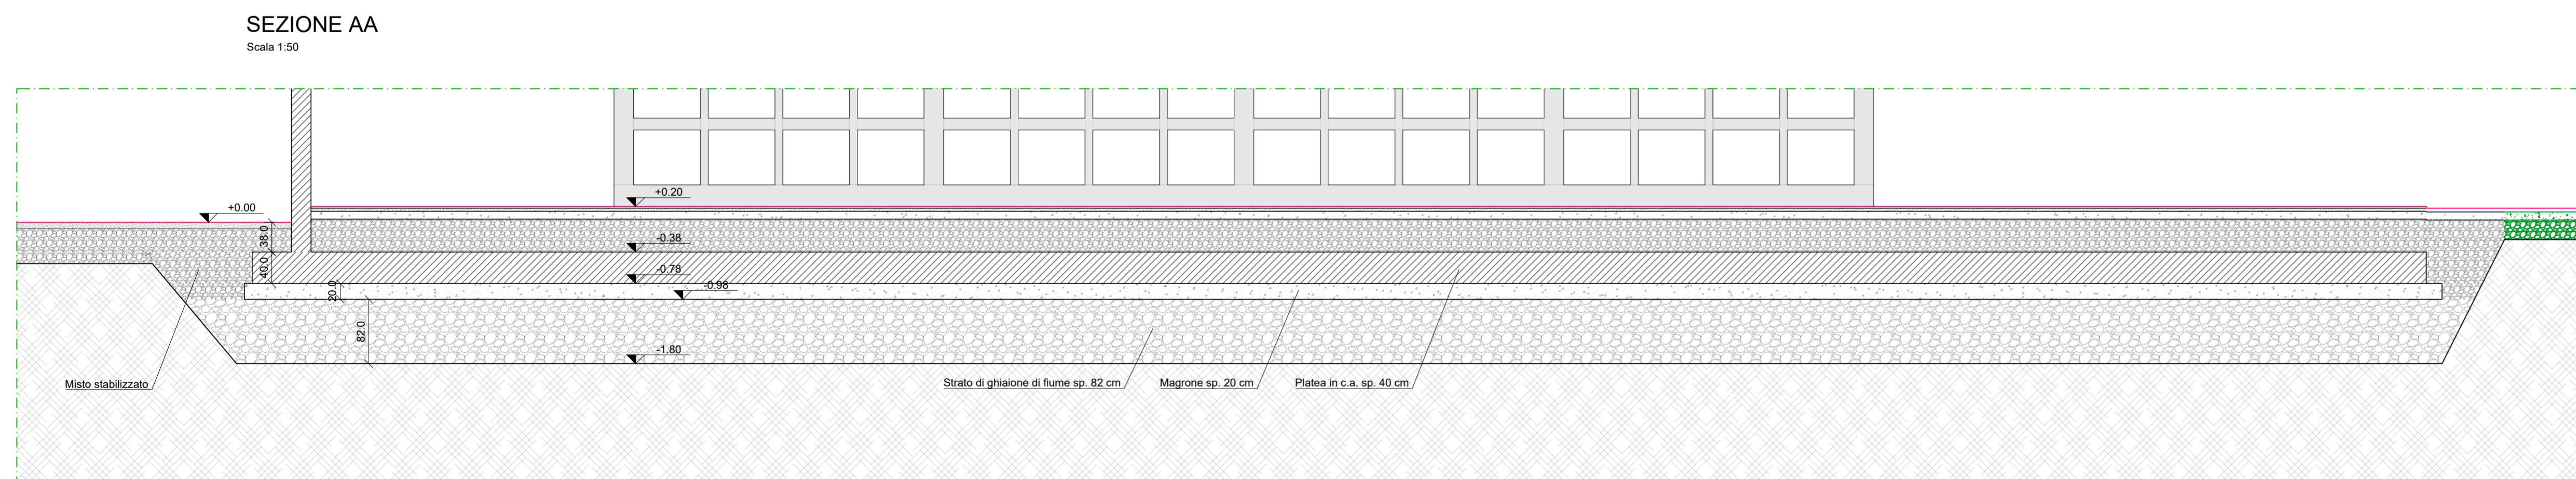 SEZIONE AA
Scala 1:50
+0.20
+0.00
38.0
-0.38
40.0
-0.78
20.0
-0.98
82.0
-1.80
Misto stabilizzato
Strato di ghiaione di fiume sp. 82 cm
Magrone sp. 20 cm
Platea in c.a. sp. 40 cm